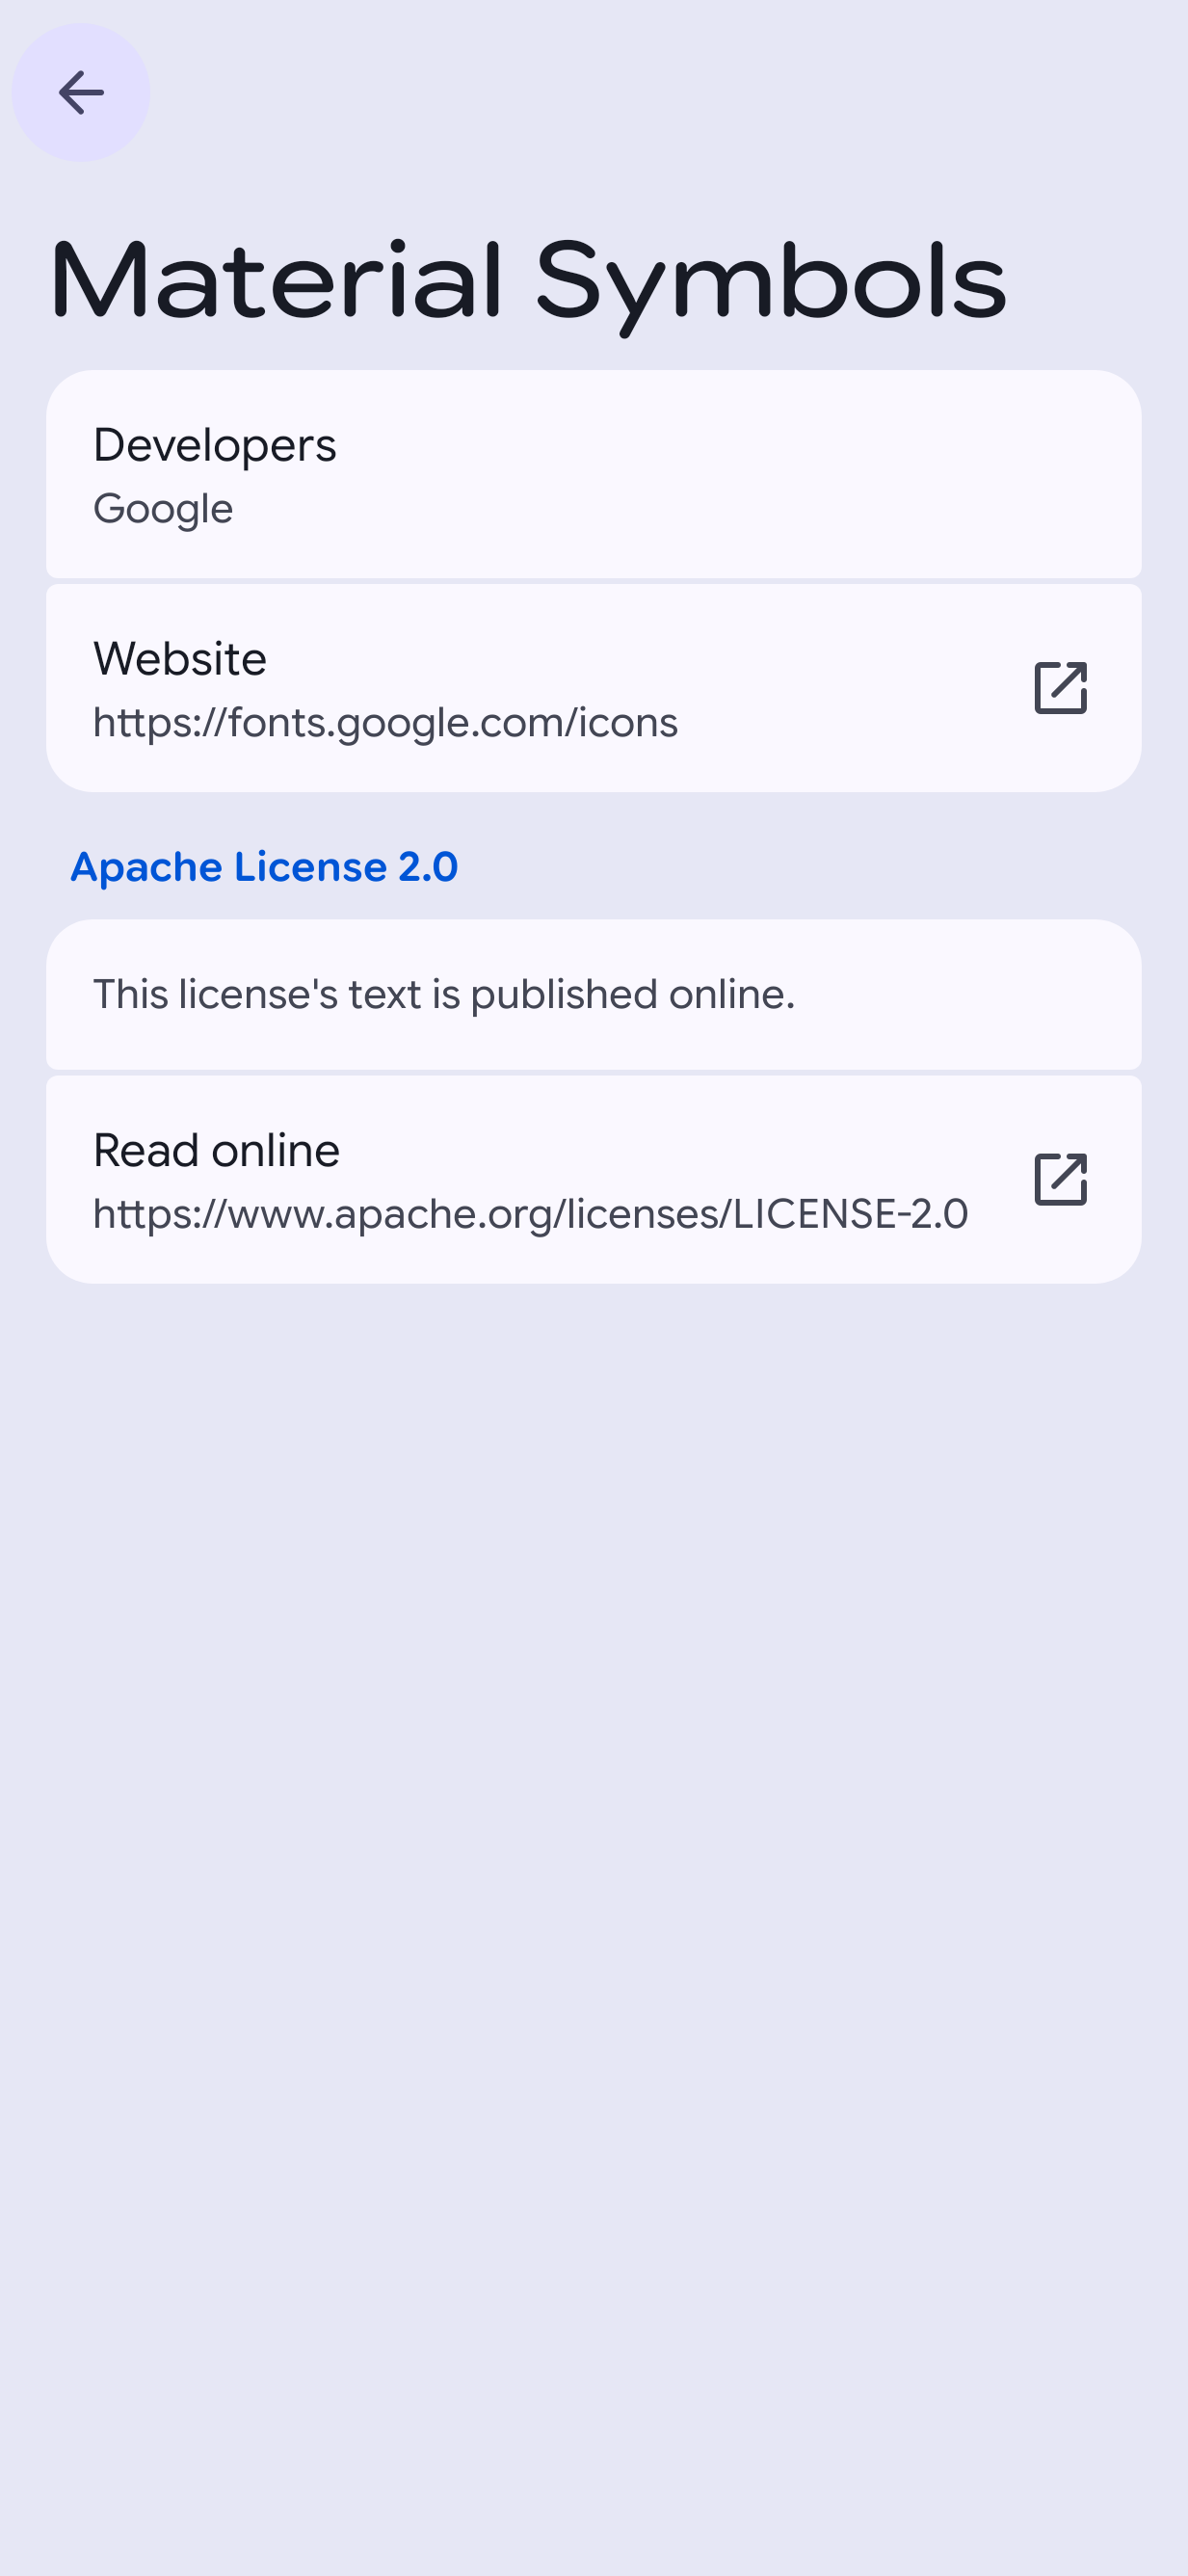 Material Symbols
Developers
Google
Website
https://fonts.google.com/icons
Apache License 2.0
This license's text is published online.
Read online
https://www.apache.org/licenses/LICENSE-2.0